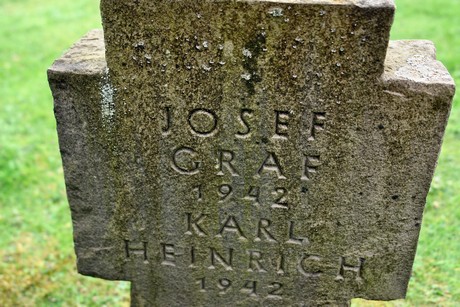 JOSEF
GRAF
1942
KARL
HEINRICH
1942